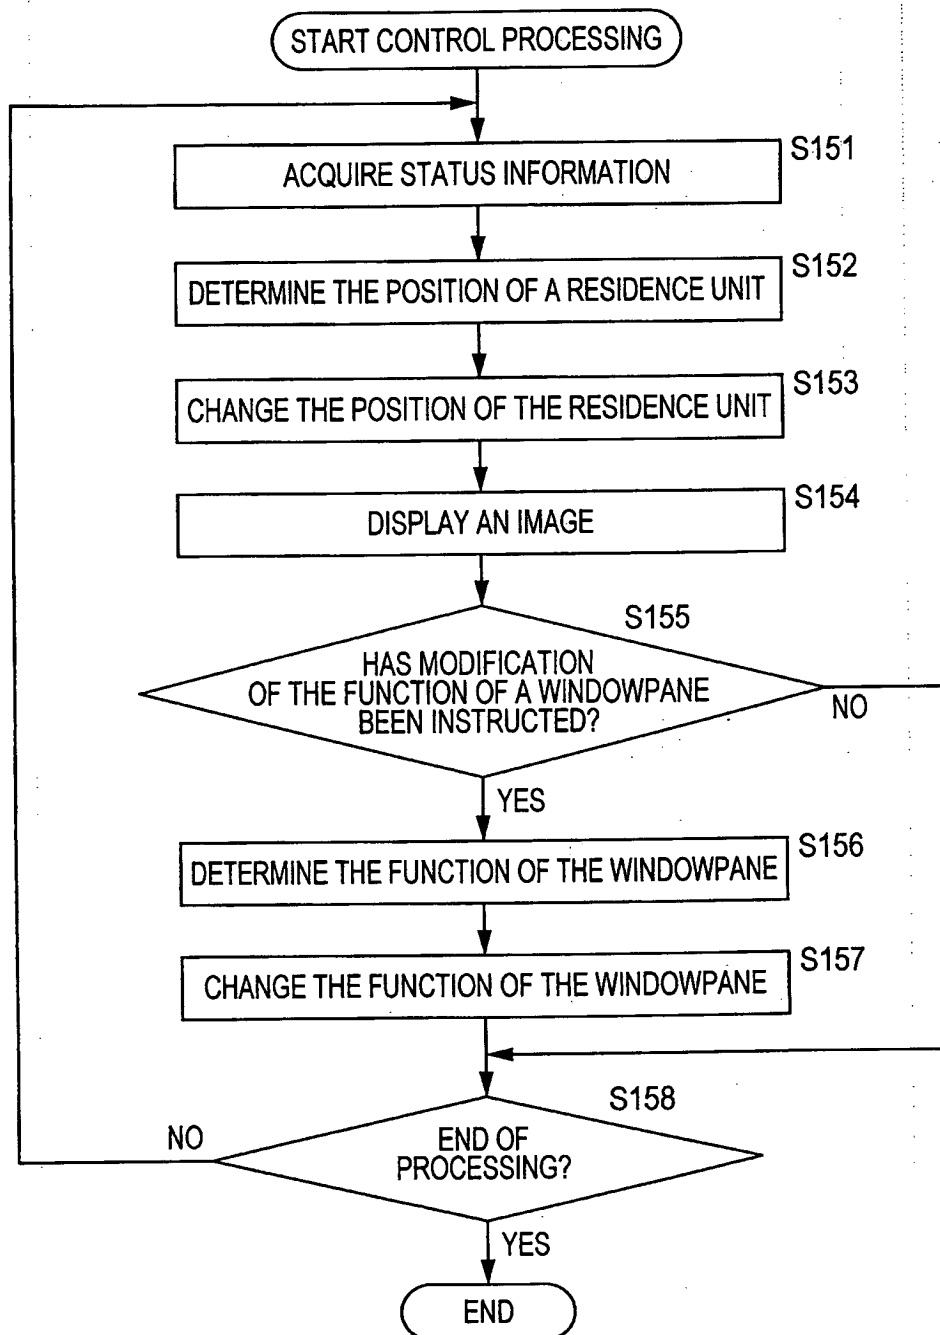 START CONTROL PROCESSING
S151
ACQUIRE STATUS INFORMATION
S152
DETERMINE THE POSITION OF A RESIDENCE UNIT
S153
CHANGE THE POSITION OF THE RESIDENCE UNIT
S154
DISPLAY AN IMAGE
S155
HAS MODIFICATION
OF THE FUNCTION OF A WINDOWPANE
BEEN INSTRUCTED?
NO
YES
S156
DETERMINE THE FUNCTION OF THE WINDOWPANE
S157
CHANGE THE FUNCTION OF THE WINDOWPANE
S158
NO
END OF
PROCESSING?
YES
END